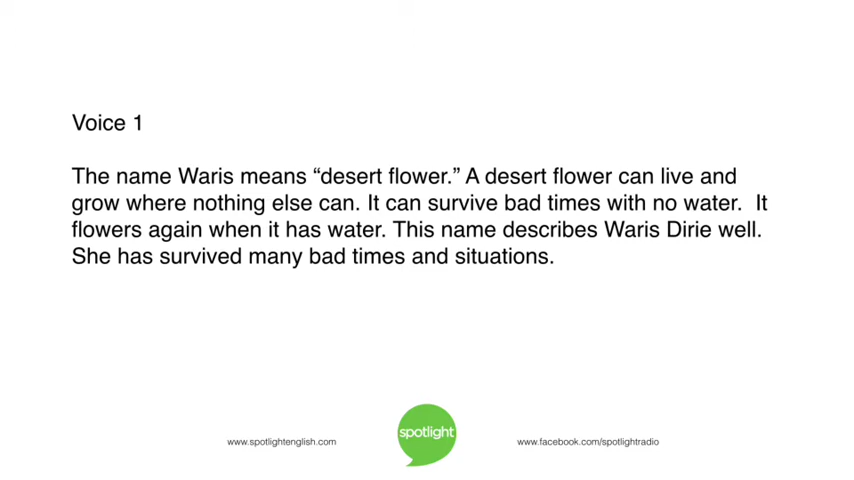 Voice 1
The name Waris means “desert flower.” A desert flower can live and
grow where nothing else can. It can survive bad times with no water.  It
flowers again when it has water. This name describes Waris Dirie well.
She has survived many bad times and situations.
spotlight
www.spotlightenglish.com
www.facebook.com/spotlightradio